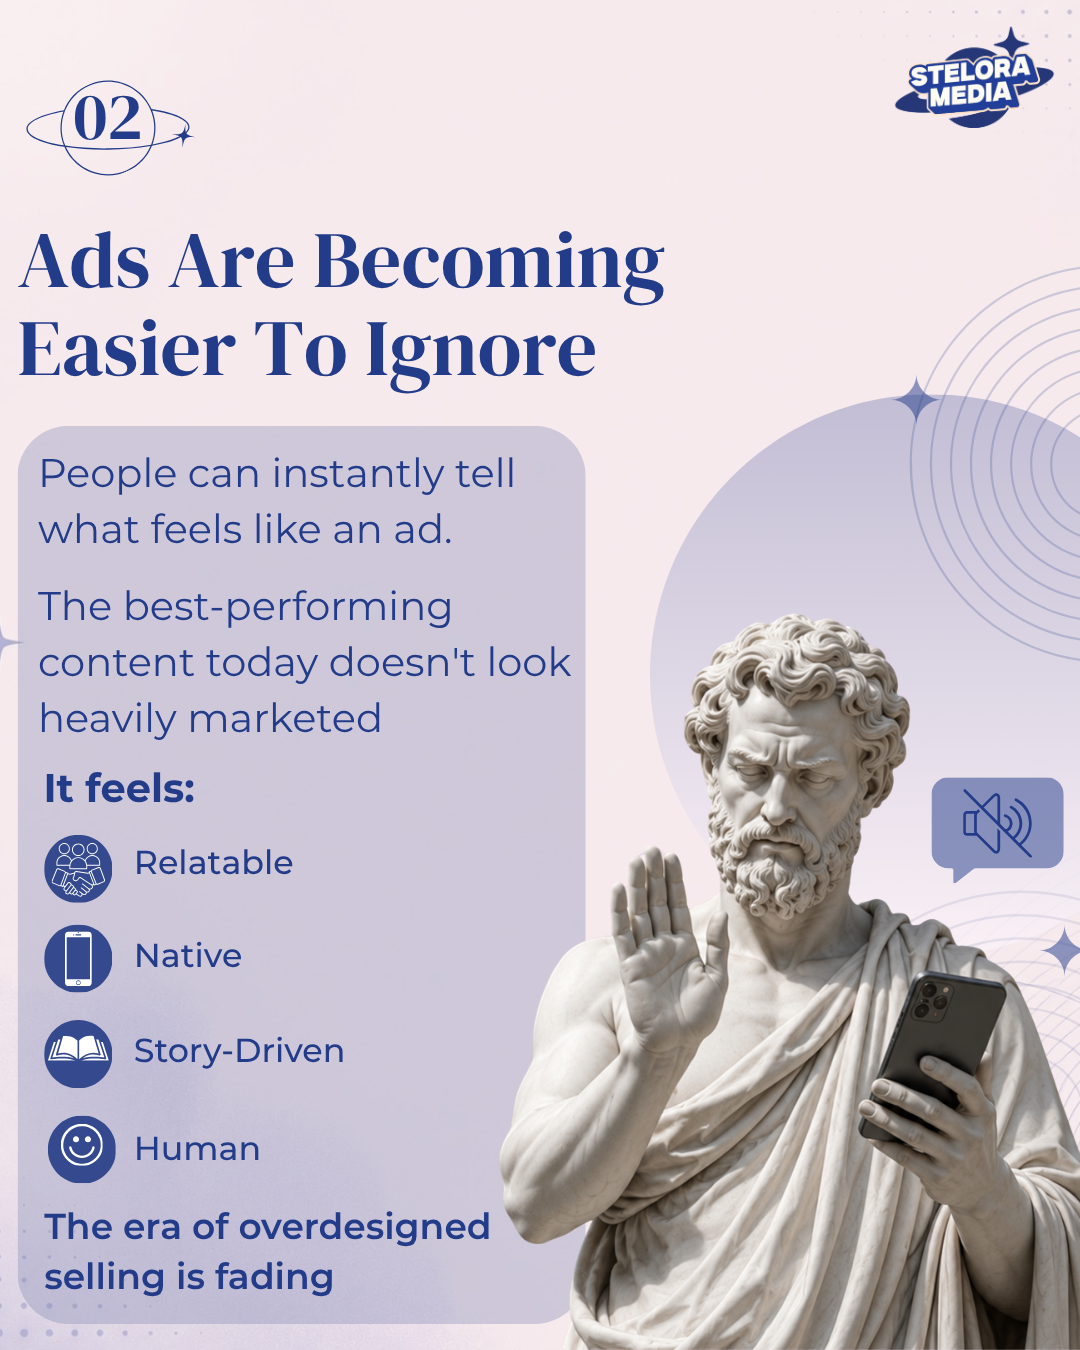 02
STELORA
MEDIA
Ads Are Becoming
Easier To Ignore
People can instantly tell
what feels like an ad.
The best-performing
content today doesn't look
heavily marketed
It feels:
Relatable
Native
Story-Driven
Human
The era of overdesigned
selling is fading